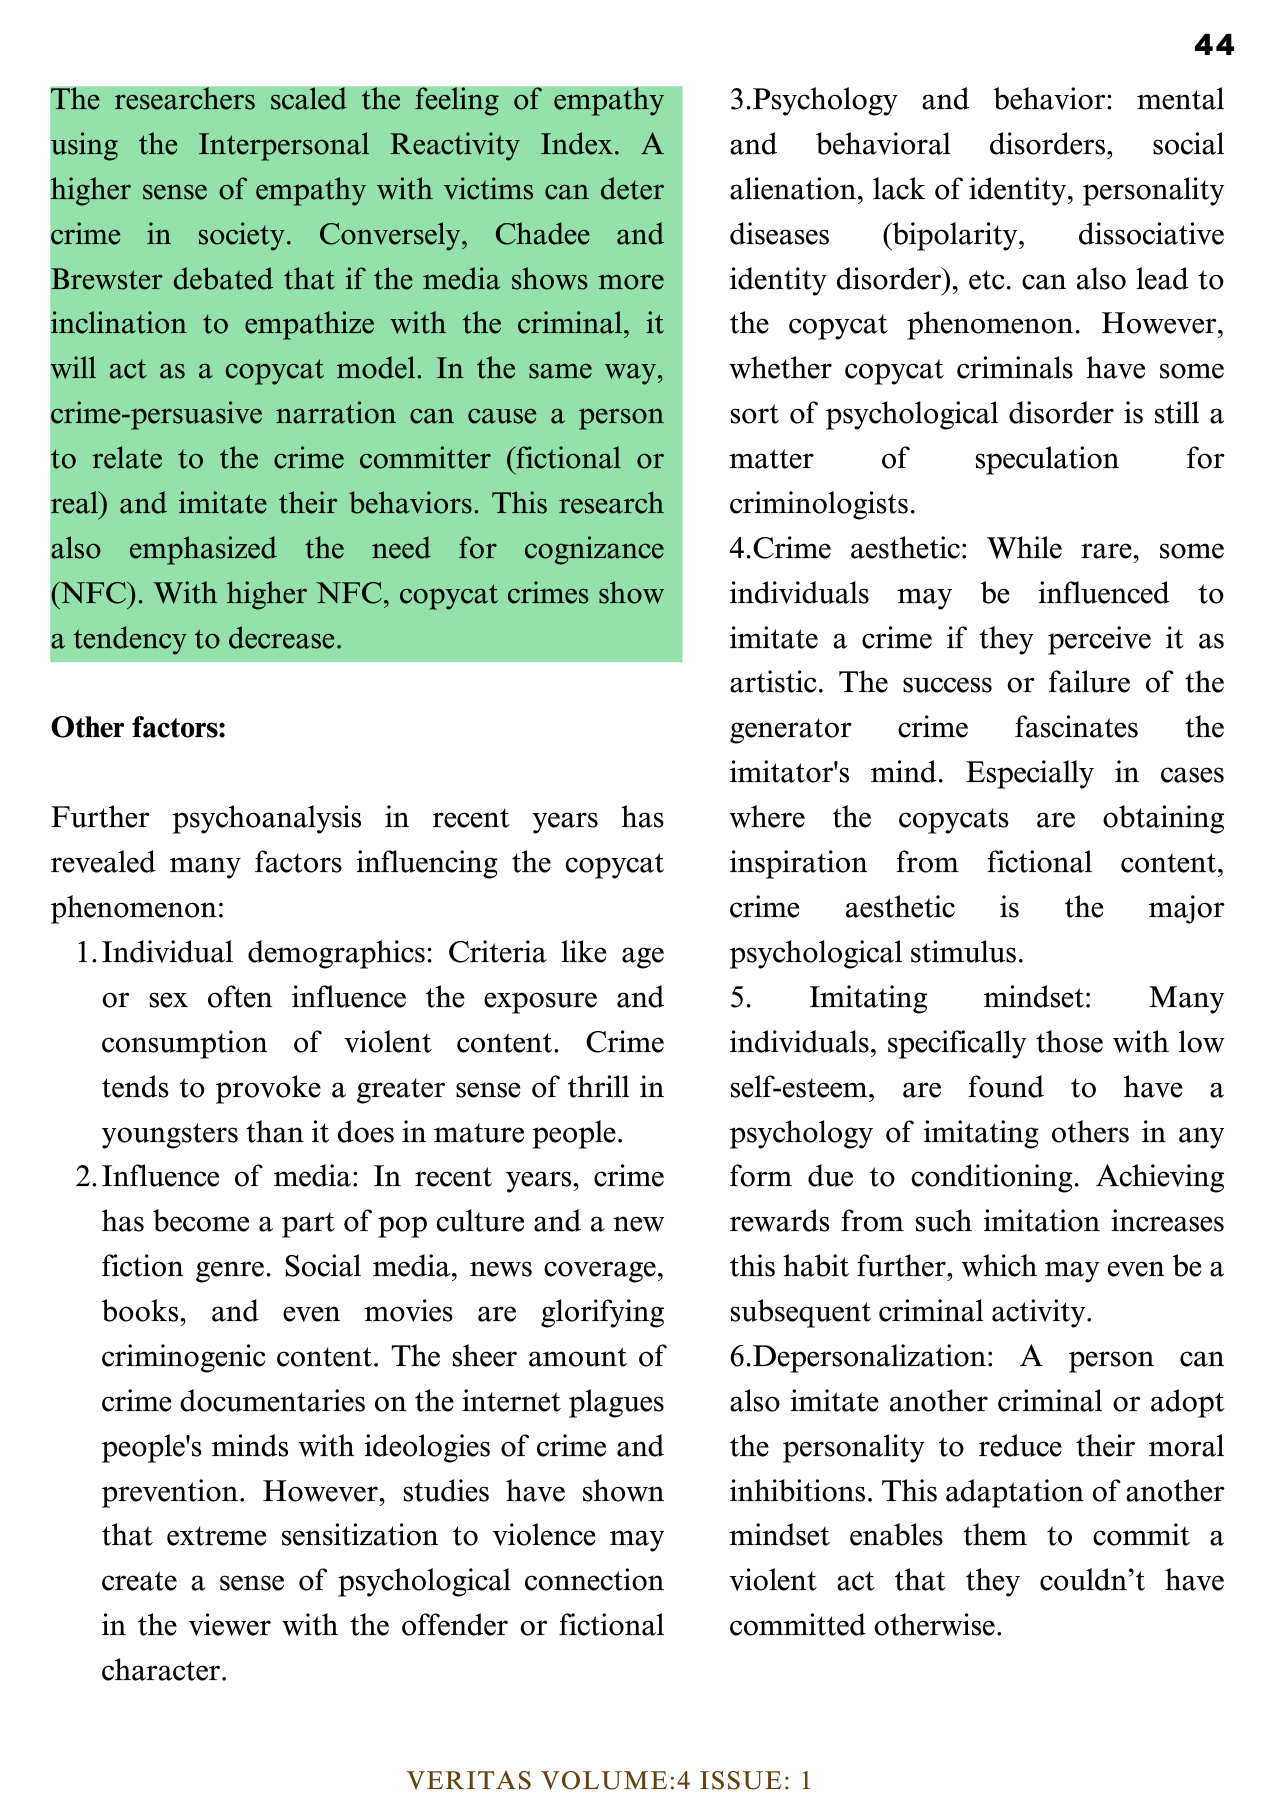 44
The researchers scaled the feeling of empathy
using the Interpersonal Reactivity Index. A
higher sense of empathy with victims can deter
crime in society. Conversely, Chadee and
Brewster debated that if the media shows more
inclination to empathize with the criminal, it
will act as a copycat model. In the same way,
crime-persuasive narration can cause a person
to relate to the crime committer (fictional or
real) and imitate their behaviors. This research
also emphasized the need for cognizance
(NFC). With higher NFC, copycat crimes show
a tendency to decrease.
Other factors:
Further psychoanalysis in recent years has
revealed many factors influencing the copycat
phenomenon:
1. Individual demographics: Criteria like age
or sex often influence the exposure and
consumption of violent content. Crime
tends to provoke a greater sense of thrill in
youngsters than it does in mature people.
2. Influence of media: In recent years, crime
has become a part of pop culture and a new
fiction genre. Social media, news coverage,
books, and even movies are glorifying
criminogenic content. The sheer amount of
crime documentaries on the internet plagues
people's minds with ideologies of crime and
prevention. However, studies have shown
that extreme sensitization to violence may
create a sense of psychological connection
in the viewer with the offender or fictional
character.
3.Psychology and behavior: mental
and behavioral disorders, social
alienation, lack of identity, personality
diseases (bipolarity, dissociative
identity disorder), etc. can also lead to
the copycat phenomenon. However,
whether copycat criminals have some
sort of psychological disorder is still a
matter of speculation for
criminologists.
4.Crime aesthetic: While rare, some
individuals may be influenced to
imitate a crime if they perceive it as
artistic. The success or failure of the
generator crime fascinates the
imitator's mind. Especially in cases
where the copycats are obtaining
inspiration from fictional content,
crime aesthetic is the major
psychological stimulus.
5. Imitating mindset: Many
individuals, specifically those with low
self-esteem, are found to have a
psychology of imitating others in any
form due to conditioning. Achieving
rewards from such imitation increases
this habit further, which may even be a
subsequent criminal activity.
6.Depersonalization: A person can
also imitate another criminal or adopt
the personality to reduce their moral
inhibitions. This adaptation of another
mindset enables them to commit a
violent act that they couldn’t have
committed otherwise.
VERITAS VOLUME:4 ISSUE: 1